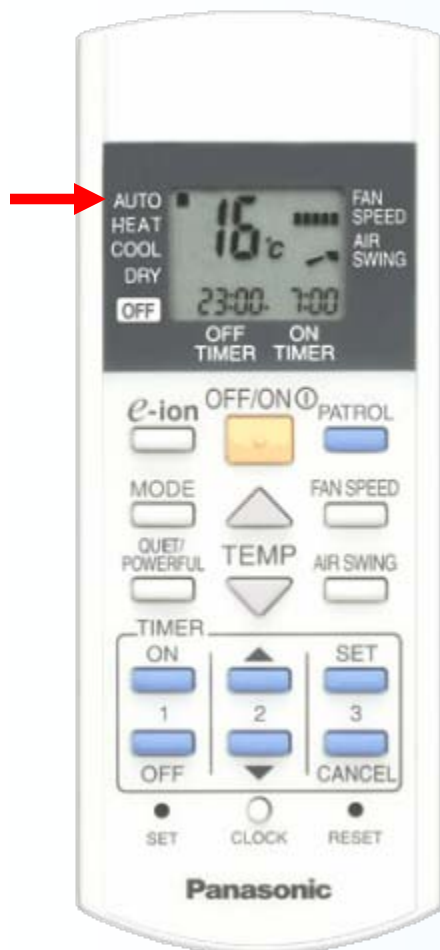 AUTO
HEAT
COOL
DRY
OFF
16°c
FAN
SPEED
AIR
SWING
23:00 7:00
OFF ON
TIMER TIMER
e-ion
OFF/ON
PATROL
MODE
FAN SPEED
QUIET/
POWERFUL
TEMP
AIR SWING
TIMER
ON
SET
1 2 3
OFF
CANCEL
SET CLOCK RESET
Panasonic